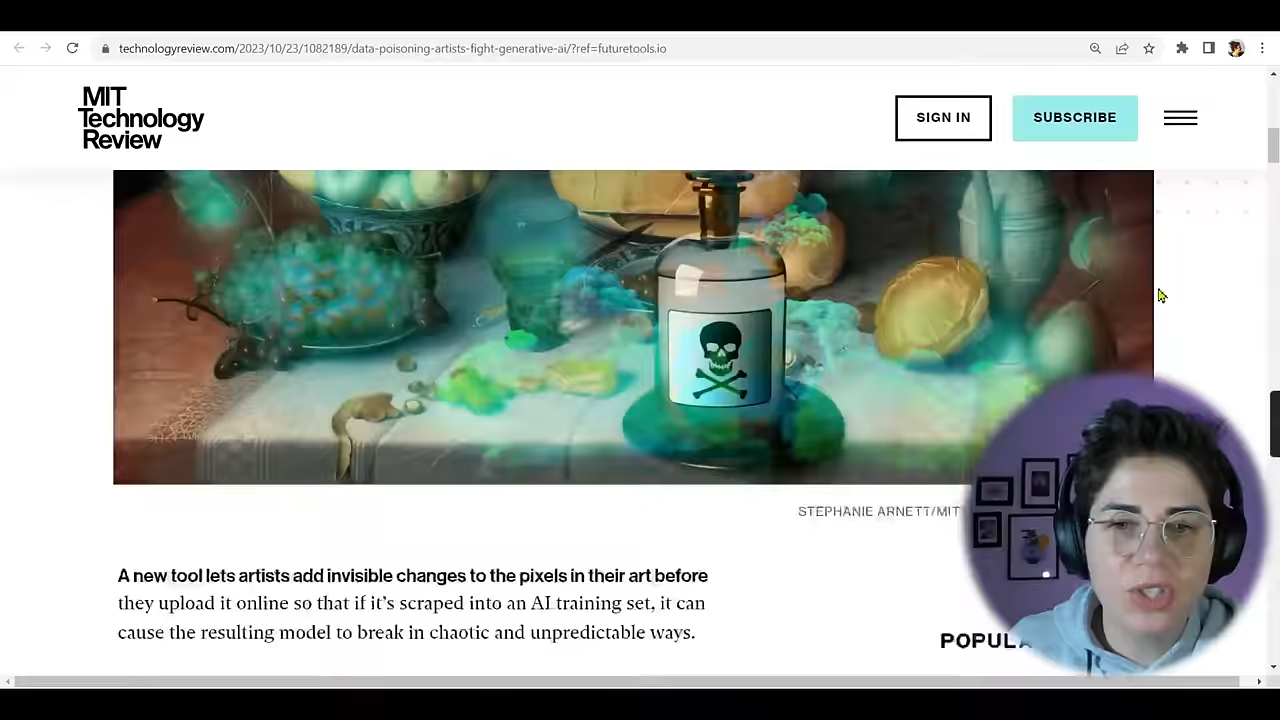 technologyreview.com/2023/10/23/1082189/data-poisoning-artists-fight-generative-ai/?ref=futuretools.io
MIT
Technology
Review
SIGN IN
SUBSCRIBE
STEPHANIE ARNETT/MIT
A new tool lets artists add invisible changes to the pixels in their art before
they upload it online so that if it’s scraped into an AI training set, it can
cause the resulting model to break in chaotic and unpredictable ways.